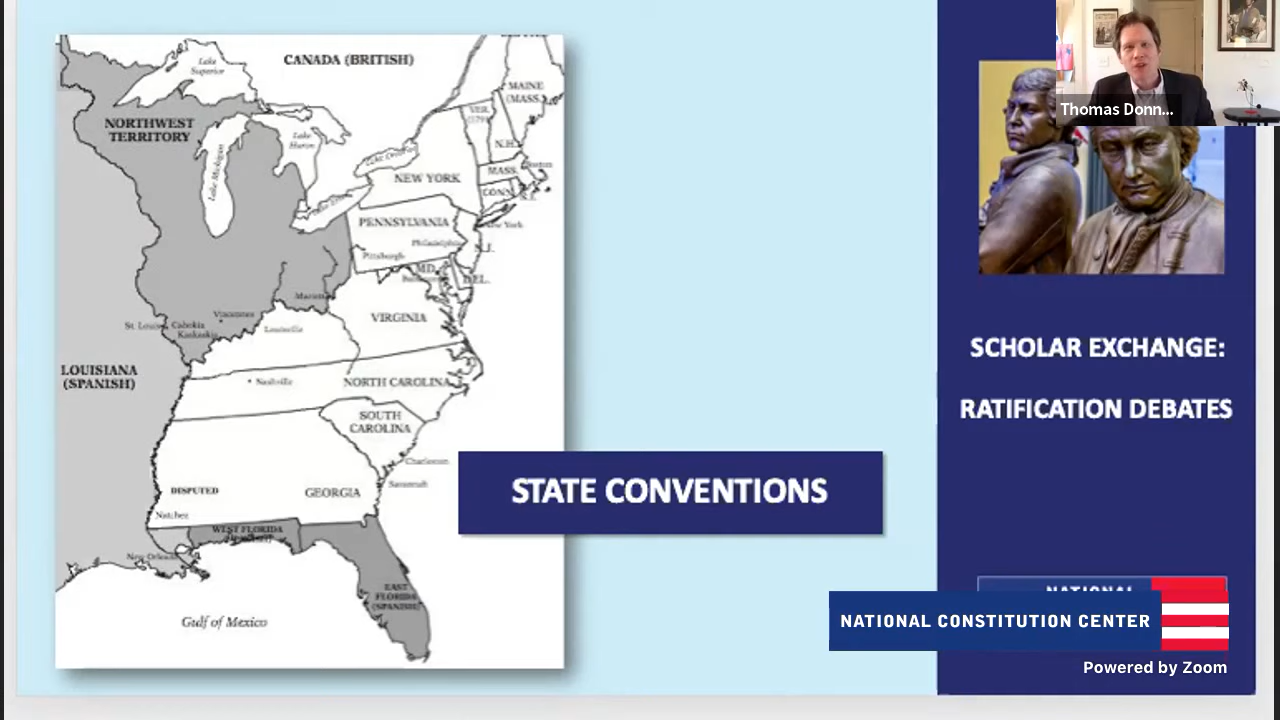 CANADA (BRITISH)
Lake
Superior
NORTHWEST
TERRITORY
Lake
Huron
Lake Michigan
MAINE
(MASS.)
VER.
N.H.
MASS.
Boston
CONN.
R.I.
NEW YORK
New York
PENNSYLVANIA
Philadelphia
Pittsburgh
N.J.
MD.
DEL.
VIRGINIA
Vincennes
St. Louis
Cahokia
Kaskaskia
Louisville
LOUISIANA
(SPANISH)
Nashville
NORTH CAROLINA
SOUTH
CAROLINA
Charleston
Savannah
DISPUTED
GEORGIA
Natchez
WEST FLORIDA
New Orleans
EAST
FLORIDA
(SPANISH)
Gulf of Mexico
STATE CONVENTIONS
Thomas Donn...
SCHOLAR EXCHANGE:
RATIFICATION DEBATES
NATIONAL
NATIONAL CONSTITUTION CENTER
Powered by Zoom